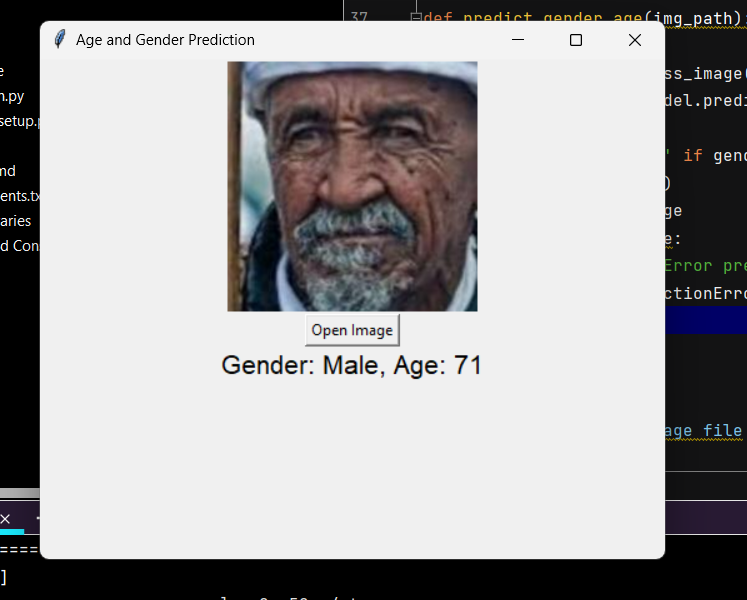 37 def predict_gender_age(img_path):
Age and Gender Prediction
e
n.py
setup.p
nd
ents.tx
aries
d Con
ss_image(
del.predi
' if gend
)
ge
e:
Error pre
ctionErro
Open Image
Gender: Male, Age: 71
age file
====
]